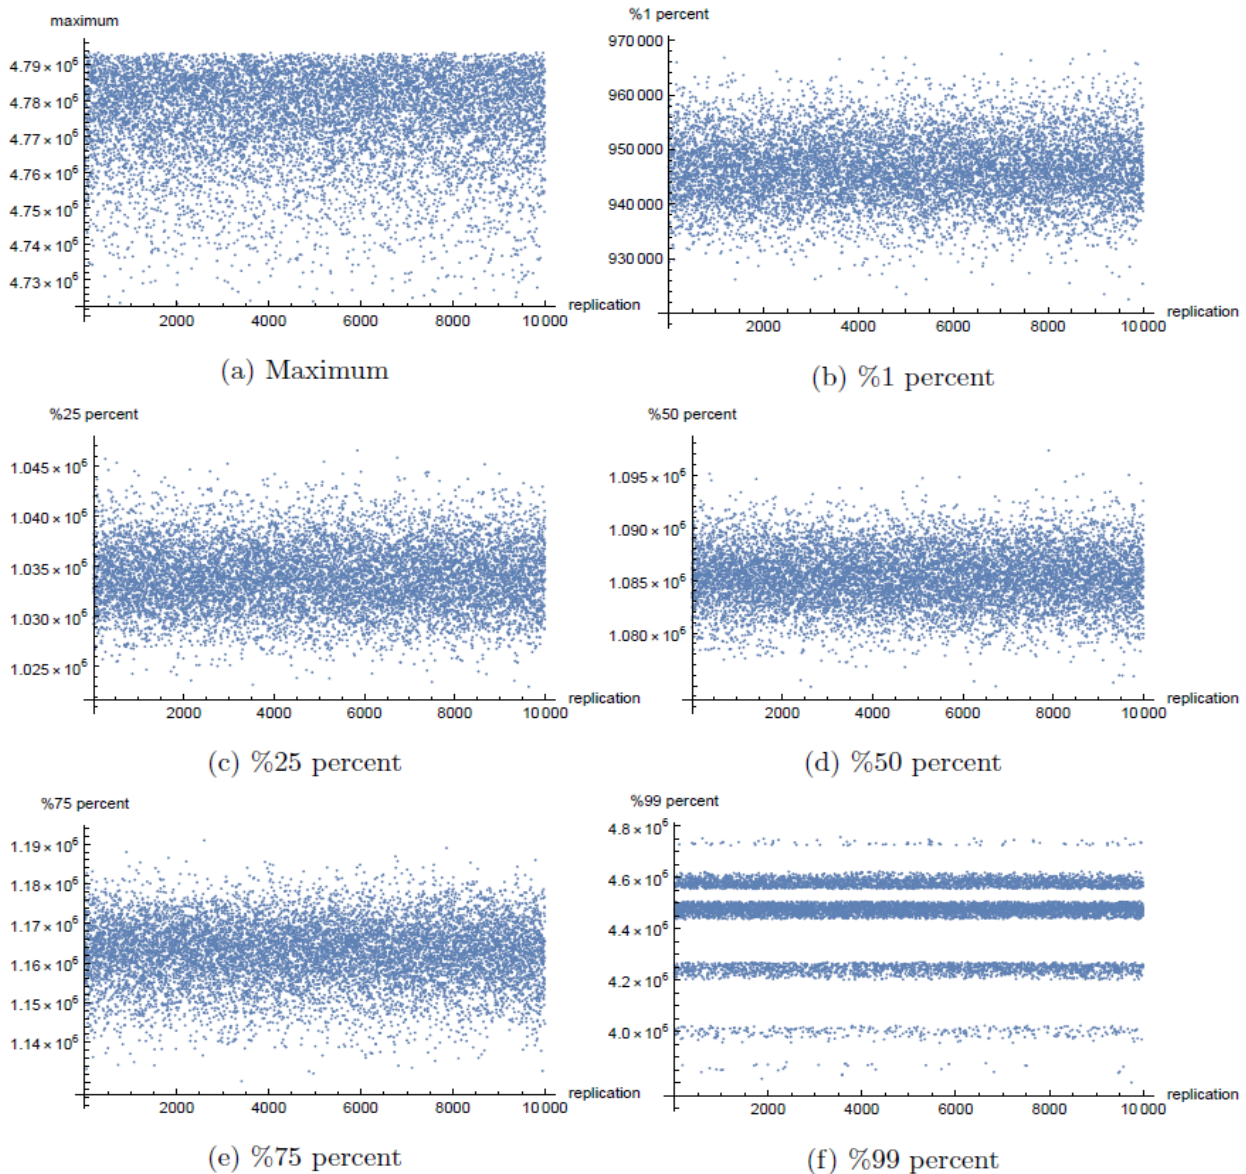 maximum
4.79 × 10⁶
4.78 × 10⁶
4.77 × 10⁶
4.76 × 10⁶
4.75 × 10⁶
4.74 × 10⁶
4.73 × 10⁶
2000 4000 6000 8000 10 000 replication
(a) Maximum
%1 percent
970 000
960 000
950 000
940 000
930 000
2000 4000 6000 8000 10 000 replication
(b) %1 percent
%25 percent
1.045 × 10⁶
1.040 × 10⁶
1.035 × 10⁶
1.030 × 10⁶
1.025 × 10⁶
2000 4000 6000 8000 10 000 replication
(c) %25 percent
%50 percent
1.095 × 10⁶
1.090 × 10⁶
1.085 × 10⁶
1.080 × 10⁶
2000 4000 6000 8000 10 000 replication
(d) %50 percent
%75 percent
1.19 × 10⁶
1.18 × 10⁶
1.17 × 10⁶
1.16 × 10⁶
1.15 × 10⁶
1.14 × 10⁶
2000 4000 6000 8000 10 000 replication
(e) %75 percent
%99 percent
4.8 × 10⁶
4.6 × 10⁶
4.4 × 10⁶
4.2 × 10⁶
4.0 × 10⁶
2000 4000 6000 8000 10 000 replication
(f) %99 percent